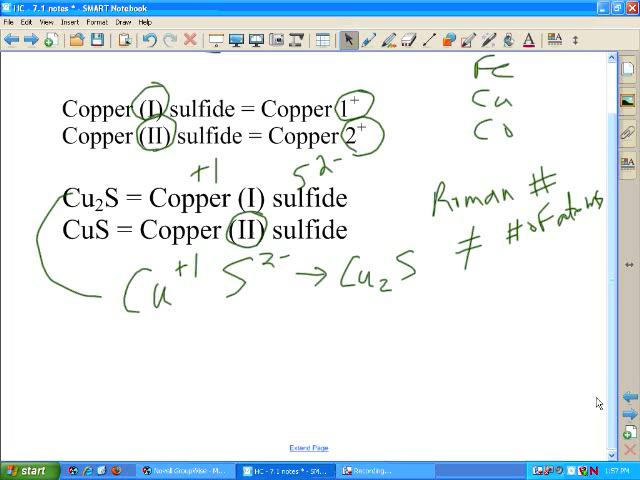 HC - 7.1 notes * - SMART Notebook
File Edit View Insert Format Draw Help
Fe
Copper (I) sulfide = Copper 1+
Cu
Copper (II) sulfide = Copper 2+
Co
+1 S2-
Cu2S = Copper (I) sulfide
Roman #
CuS = Copper (II) sulfide
≠ # of atoms
Cu+1 S2- → Cu2S
Extend Page
start
Novell GroupWise - M...
HC - 7.1 notes * - SM...
Recording...
1:57 PM